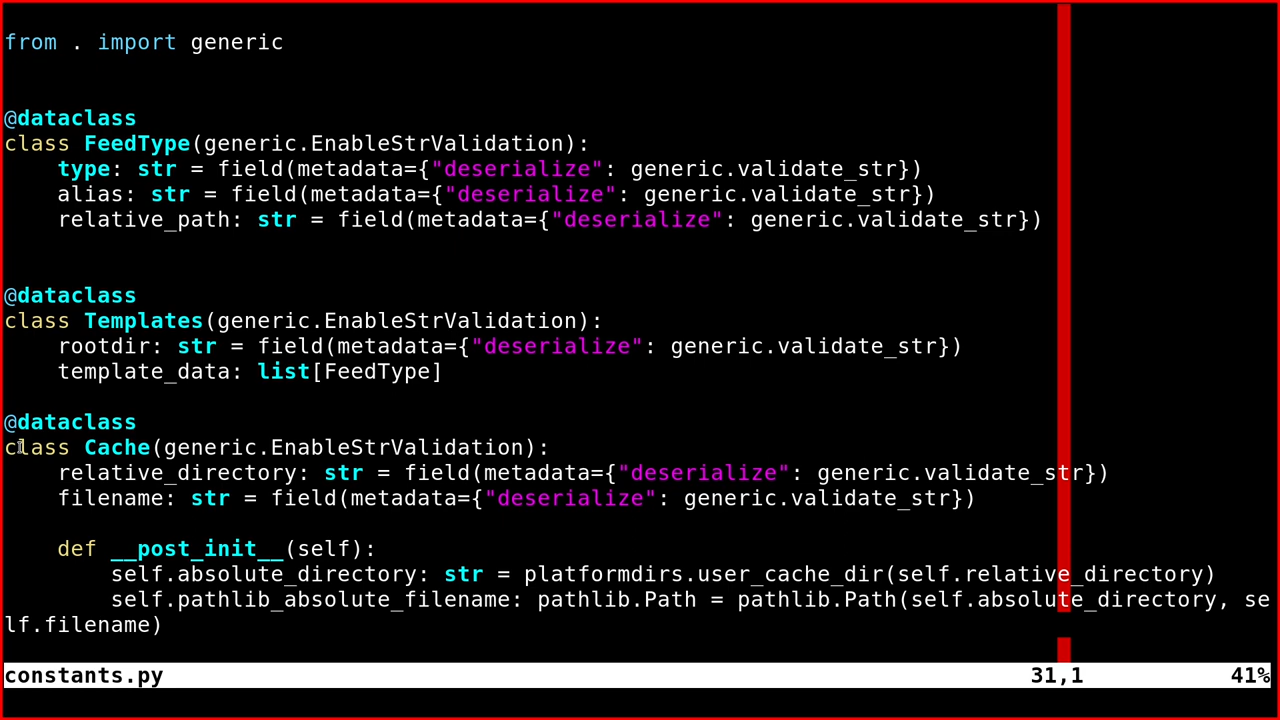 from . import generic
@dataclass
class FeedType(generic.EnableStrValidation):
    type: str = field(metadata={"deserialize": generic.validate_str})
    alias: str = field(metadata={"deserialize": generic.validate_str})
    relative_path: str = field(metadata={"deserialize": generic.validate_str})
@dataclass
class Templates(generic.EnableStrValidation):
    rootdir: str = field(metadata={"deserialize": generic.validate_str})
    template_data: list[FeedType]
@dataclass
class Cache(generic.EnableStrValidation):
    relative_directory: str = field(metadata={"deserialize": generic.validate_str})
    filename: str = field(metadata={"deserialize": generic.validate_str})
    def __post_init__(self):
        self.absolute_directory: str = platformdirs.user_cache_dir(self.relative_directory)
        self.pathlib_absolute_filename: pathlib.Path = pathlib.Path(self.absolute_directory, se
lf.filename)
constants.py 31,1 41%